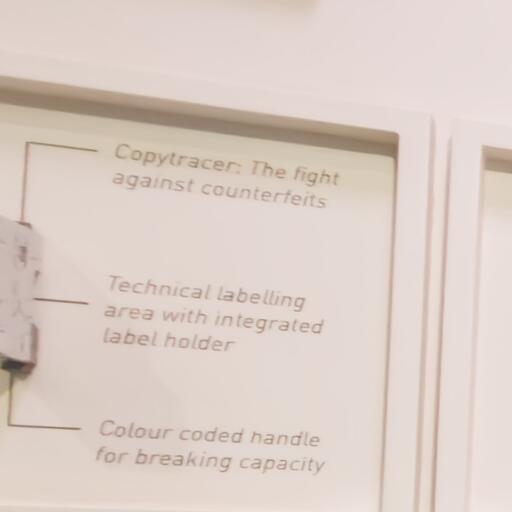 Copytracer: The fight
against counterfeits
Technical labelling
area with integrated
label holder
Colour coded handle
for breaking capacity